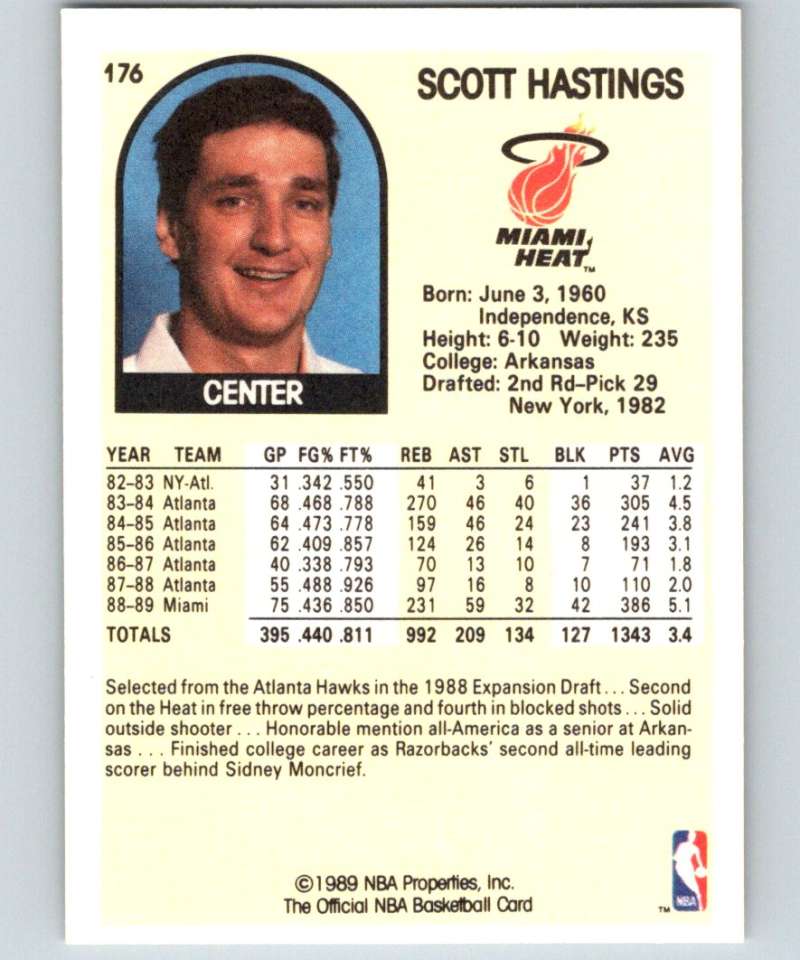 176
SCOTT HASTINGS
MIAMI
HEAT
TM
Born: June 3, 1960
Independence, KS
Height: 6-10 Weight: 235
College: Arkansas
Drafted: 2nd Rd-Pick 29
New York, 1982
CENTER
YEAR TEAM GP FG% FT% REB AST STL BLK PTS AVG
82-83 NY-Atl. 31 .342 .550 41 3 6 1 37 1.2
83-84 Atlanta 68 .468 .788 270 46 40 36 305 4.5
84-85 Atlanta 64 .473 .778 159 46 24 23 241 3.8
85-86 Atlanta 62 .409 .857 124 26 14 8 193 3.1
86-87 Atlanta 40 .338 .793 70 13 10 7 71 1.8
87-88 Atlanta 55 .488 .926 97 16 8 10 110 2.0
88-89 Miami 75 .436 .850 231 59 32 42 386 5.1
TOTALS 395 .440 .811 992 209 134 127 1343 3.4
Selected from the Atlanta Hawks in the 1988 Expansion Draft . . . Second
on the Heat in free throw percentage and fourth in blocked shots . . . Solid
outside shooter . . . Honorable mention all-America as a senior at Arkan-
sas . . . Finished college career as Razorbacks' second all-time leading
scorer behind Sidney Moncrief.
©1989 NBA Properties, Inc.
The Official NBA Basketball Card
TM
NBA